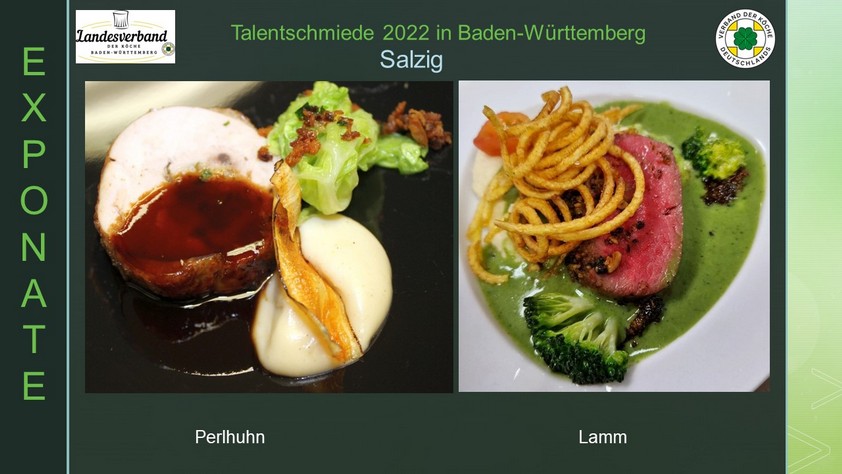 EXPONATE
Landesverband
DER KÖCHE
BADEN-WÜRTTEMBERG
Talentschmiede 2022 in Baden-Württemberg
Salzig
VERBAND DER KÖCHE DEUTSCHLANDS
Perlhuhn
Lamm